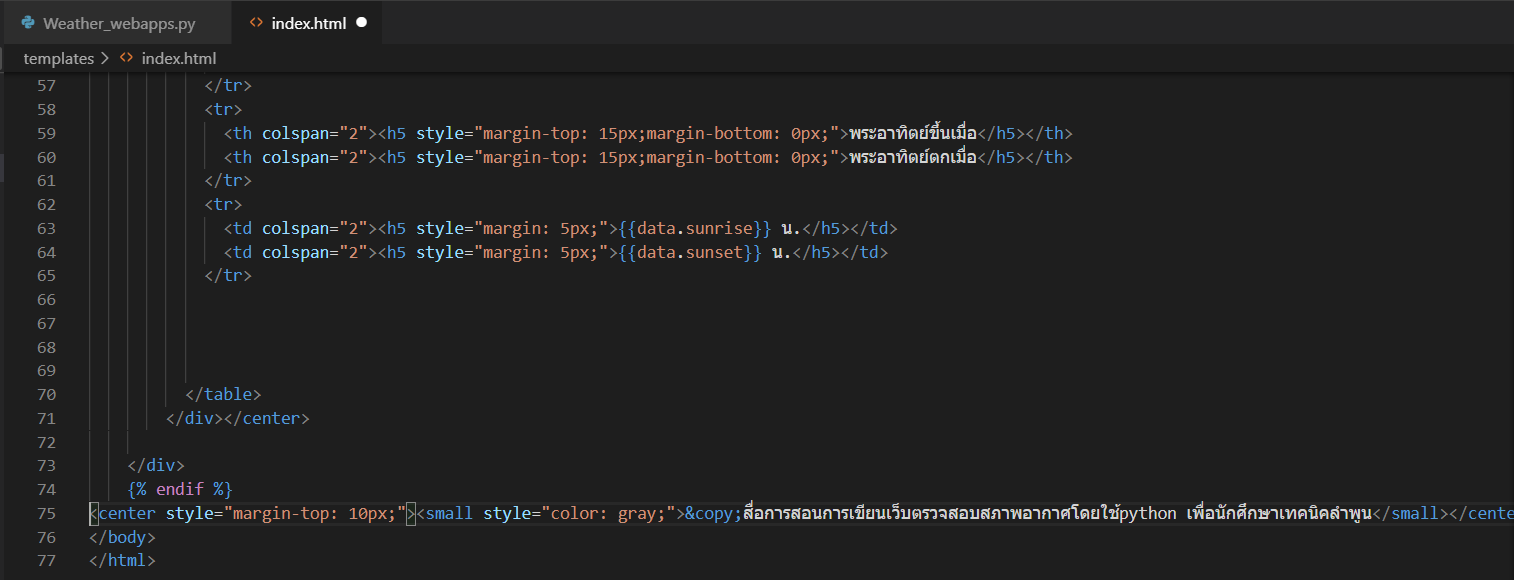 Weather_webapps.py
index.html
templates > index.html
57 </tr>
58 <tr>
59 <th colspan="2"><h5 style="margin-top: 15px;margin-bottom: 0px;">พระอาทิตย์ขึ้นเมื่อ</h5></th>
60 <th colspan="2"><h5 style="margin-top: 15px;margin-bottom: 0px;">พระอาทิตย์ตกเมื่อ</h5></th>
61 </tr>
62 <tr>
63 <td colspan="2"><h5 style="margin: 5px;">{{data.sunrise}} น.</h5></td>
64 <td colspan="2"><h5 style="margin: 5px;">{{data.sunset}} น.</h5></td>
65 </tr>
66
67
68
69
70 </table>
71 </div></center>
72
73 </div>
74 {% endif %}
75 <center style="margin-top: 10px;"><small style="color: gray;">&copy;สื่อการสอนการเขียนเว็บตรวจสอบสภาพอากาศโดยใช้python เพื่อนักศึกษาเทคนิคลำพูน</small></cente
76 </body>
77 </html>